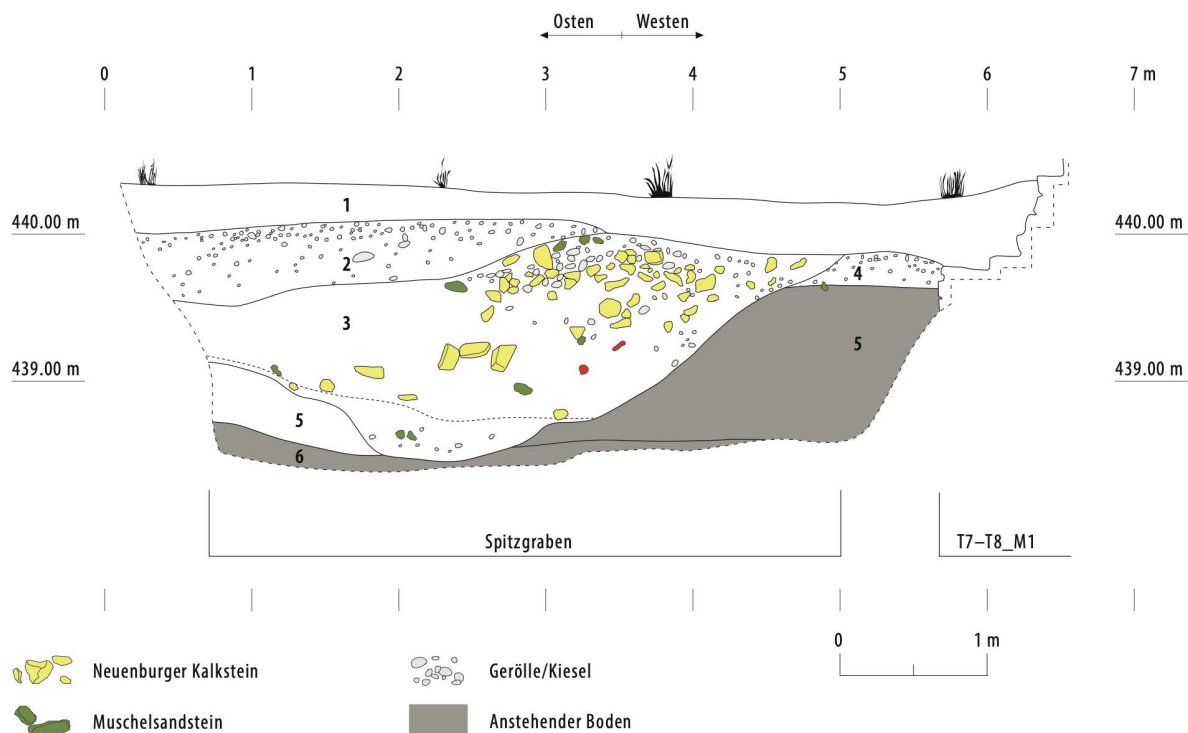 Osten Westen
0 1 2 3 4 5 6 7 m
1
440.00 m 440.00 m
2 4
3 5
439.00 m 439.00 m
5
6
Spitzgraben T7–T8_M1
0 1 m
Neuenburger Kalkstein Gerölle/Kiesel
Muschelsandstein Anstehender Boden